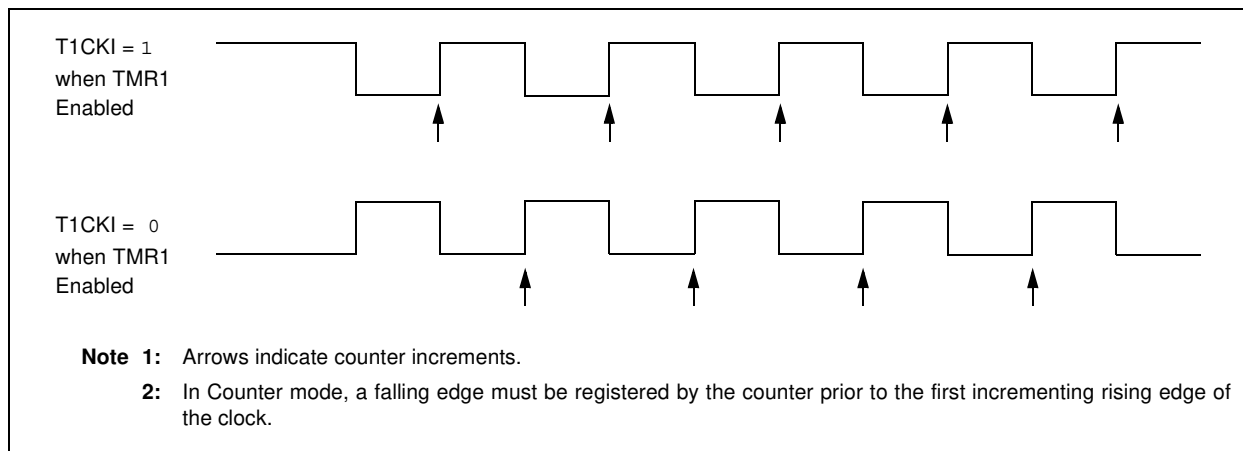 T1CKI = 1
when TMR1
Enabled
T1CKI = 0
when TMR1
Enabled
Note 1: Arrows indicate counter increments.
2: In Counter mode, a falling edge must be registered by the counter prior to the first incrementing rising edge of
the clock.